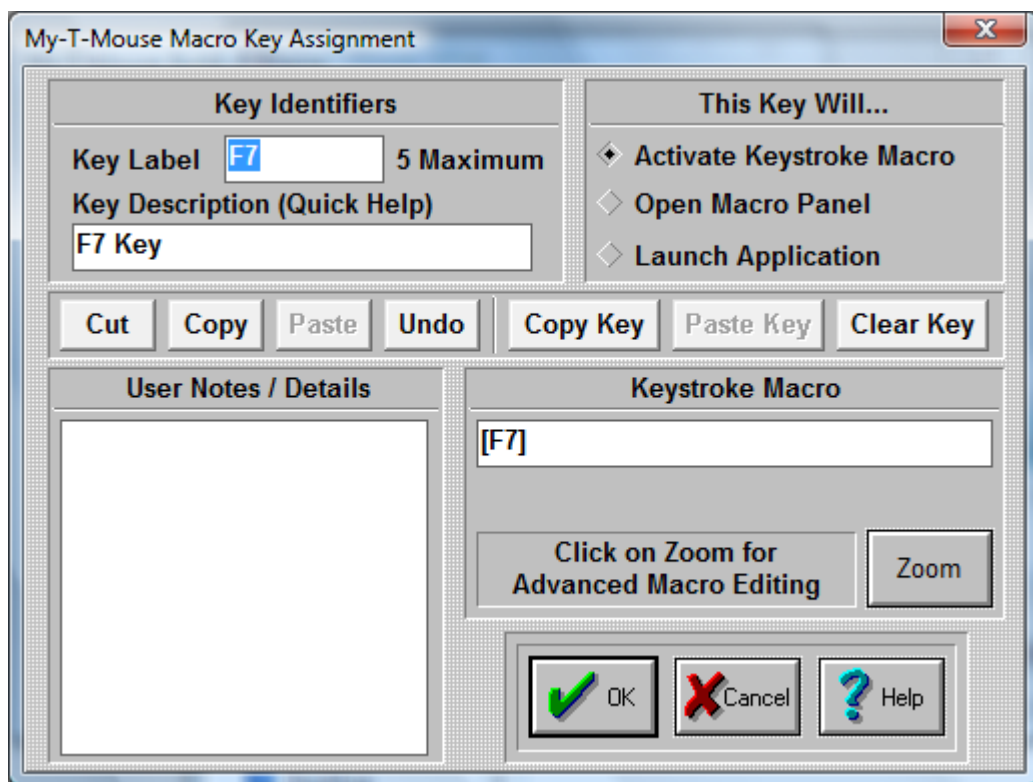 My-T-Mouse Macro Key Assignment
Key Identifiers
Key Label F7 5 Maximum
Key Description (Quick Help)
F7 Key
This Key Will...
Activate Keystroke Macro
Open Macro Panel
Launch Application
Cut Copy Paste Undo Copy Key Paste Key Clear Key
User Notes / Details
Keystroke Macro
[F7]
Click on Zoom for
Advanced Macro Editing
Zoom
OK Cancel Help